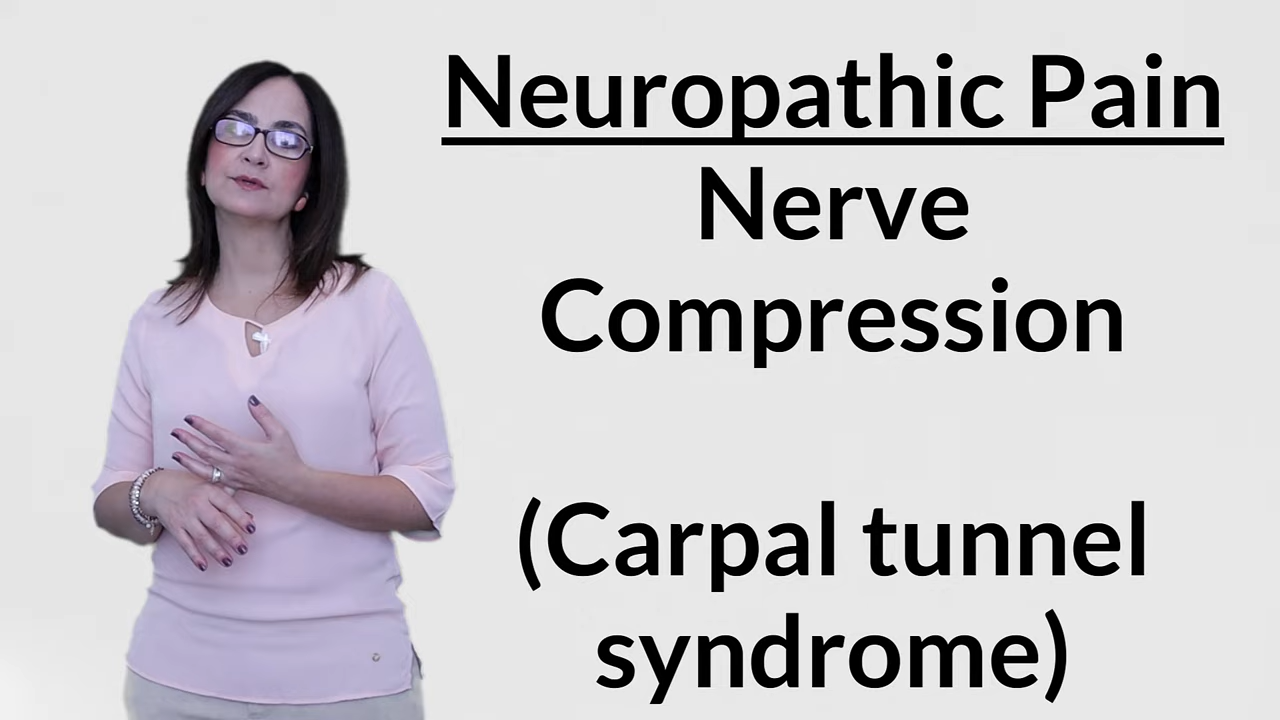 Neuropathic Pain
Nerve
Compression
(Carpal tunnel
syndrome)